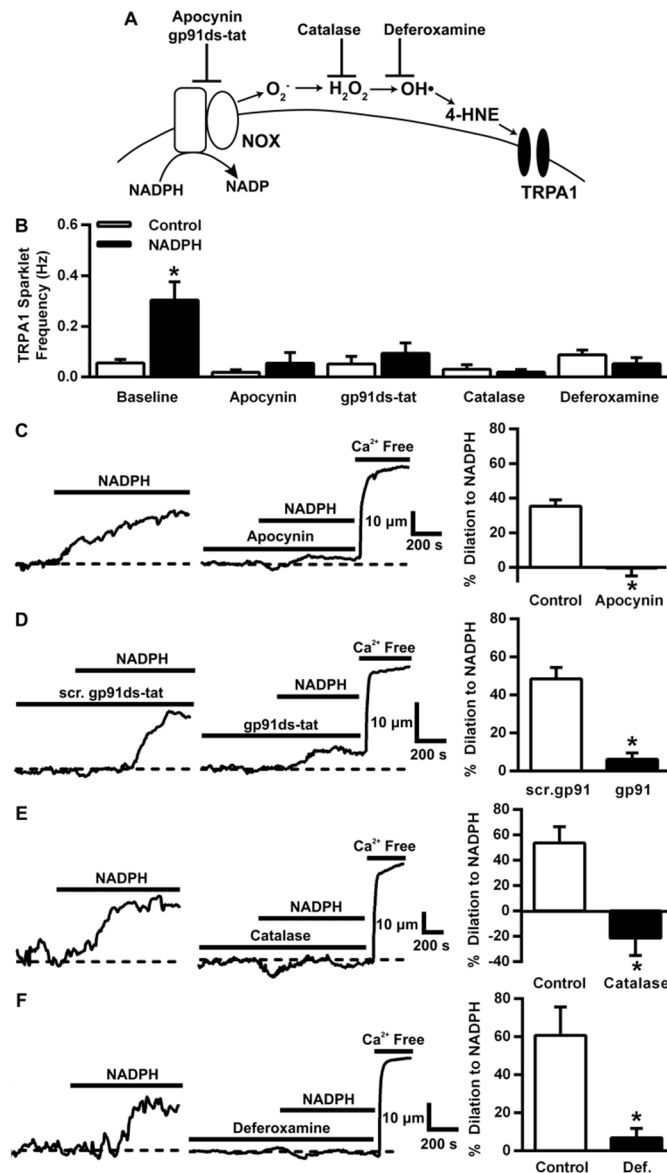 A
Apocynin
gp91ds-tat
Catalase
Deferoxamine
O2-
H2O2
OH•
4-HNE
NOX
NADPH
NADP
TRPA1
B
TRPA1 Sparklet
Frequency (Hz)
0.6
0.4
0.2
0.0
Control
NADPH
*
Baseline
Apocynin
gp91ds-tat
Catalase
Deferoxamine
C
NADPH
Ca2+ Free
NADPH
Apocynin
10 µm
200 s
% Dilation to NADPH
80
60
40
20
0
*
Control
Apocynin
D
NADPH
scr. gp91ds-tat
Ca2+ Free
NADPH
gp91ds-tat
10 µm
200 s
% Dilation to NADPH
80
60
40
20
0
*
scr.gp91
gp91
E
NADPH
Ca2+ Free
NADPH
Catalase
10 µm
200 s
% Dilation to NADPH
80
60
40
20
0
-20
-40
*
Control
Catalase
F
NADPH
Ca2+ Free
NADPH
Deferoxamine
10 µm
200 s
% Dilation to NADPH
80
60
40
20
0
*
Control
Def.